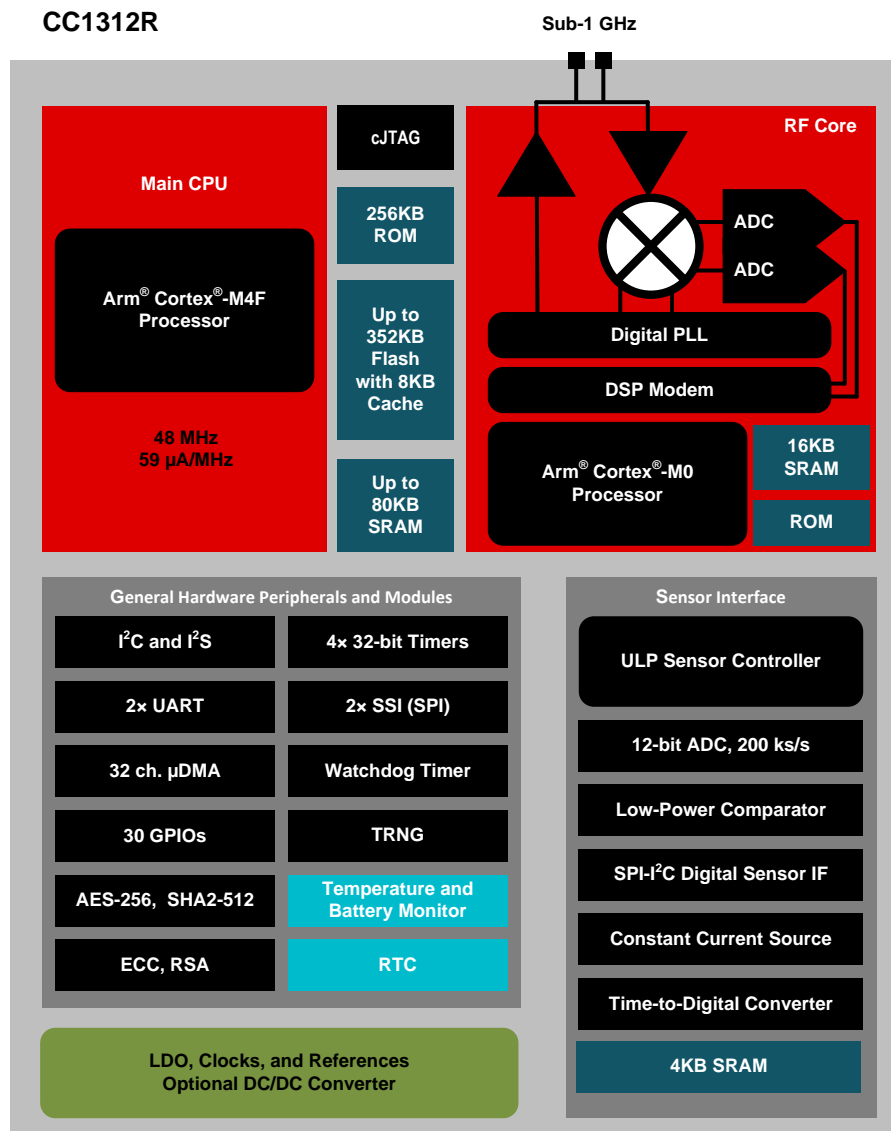 CC1312R
Sub-1 GHz
Main CPU
Arm® Cortex®-M4F
Processor
48 MHz
59 µA/MHz
cJTAG
256KB
ROM
Up to
352KB
Flash
with 8KB
Cache
Up to
80KB
SRAM
RF Core
ADC
ADC
Digital PLL
DSP Modem
Arm® Cortex®-M0
Processor
16KB
SRAM
ROM
General Hardware Peripherals and Modules
I²C and I²S
4× 32-bit Timers
2× UART
2× SSI (SPI)
32 ch. µDMA
Watchdog Timer
30 GPIOs
TRNG
AES-256, SHA2-512
Temperature and
Battery Monitor
ECC, RSA
RTC
LDO, Clocks, and References
Optional DC/DC Converter
Sensor Interface
ULP Sensor Controller
12-bit ADC, 200 ks/s
Low-Power Comparator
SPI-I²C Digital Sensor IF
Constant Current Source
Time-to-Digital Converter
4KB SRAM